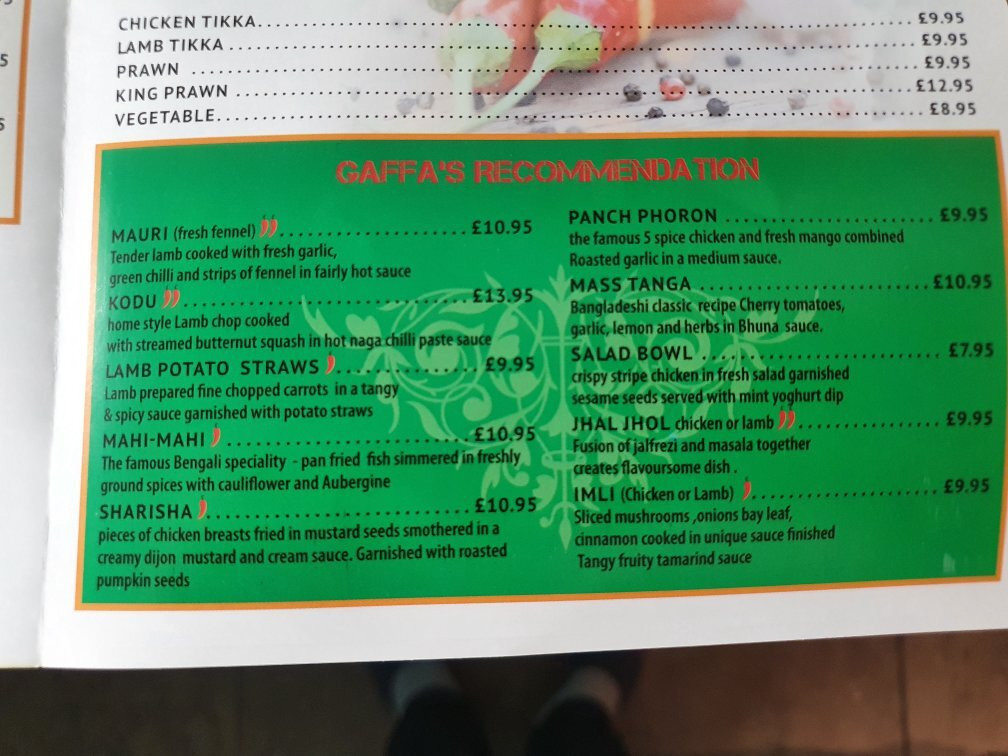 CHICKEN TIKKA £9.95
LAMB TIKKA £9.95
PRAWN £9.95
KING PRAWN £12.95
VEGETABLE £8.95
GAFFA'S RECOMMENDATION
MAURI (fresh fennel) £10.95
Tender lamb cooked with fresh garlic,
green chilli and strips of fennel in fairly hot sauce
KODU £13.95
home style Lamb chop cooked
with streamed butternut squash in hot naga chilli paste sauce
LAMB POTATO STRAWS £9.95
Lamb prepared fine chopped carrots in a tangy
& spicy sauce garnished with potato straws
MAHI-MAHI £10.95
The famous Bengali speciality - pan fried fish simmered in freshly
ground spices with cauliflower and Aubergine
SHARISHA £10.95
pieces of chicken breasts fried in mustard seeds smothered in a
creamy dijon mustard and cream sauce. Garnished with roasted
pumpkin seeds
PANCH PHORON £9.95
the famous 5 spice chicken and fresh mango combined
Roasted garlic in a medium sauce.
MASS TANGA £10.95
Bangladeshi classic recipe Cherry tomatoes,
garlic, lemon and herbs in Bhuna sauce.
SALAD BOWL £7.95
crispy stripe chicken in fresh salad garnished
sesame seeds served with mint yoghurt dip
JHAL JHOL chicken or lamb £9.95
Fusion of jalfrezi and masala together
creates flavoursome dish .
IMLI (Chicken or Lamb) £9.95
Sliced mushrooms ,onions bay leaf,
cinnamon cooked in unique sauce finished
Tangy fruity tamarind sauce